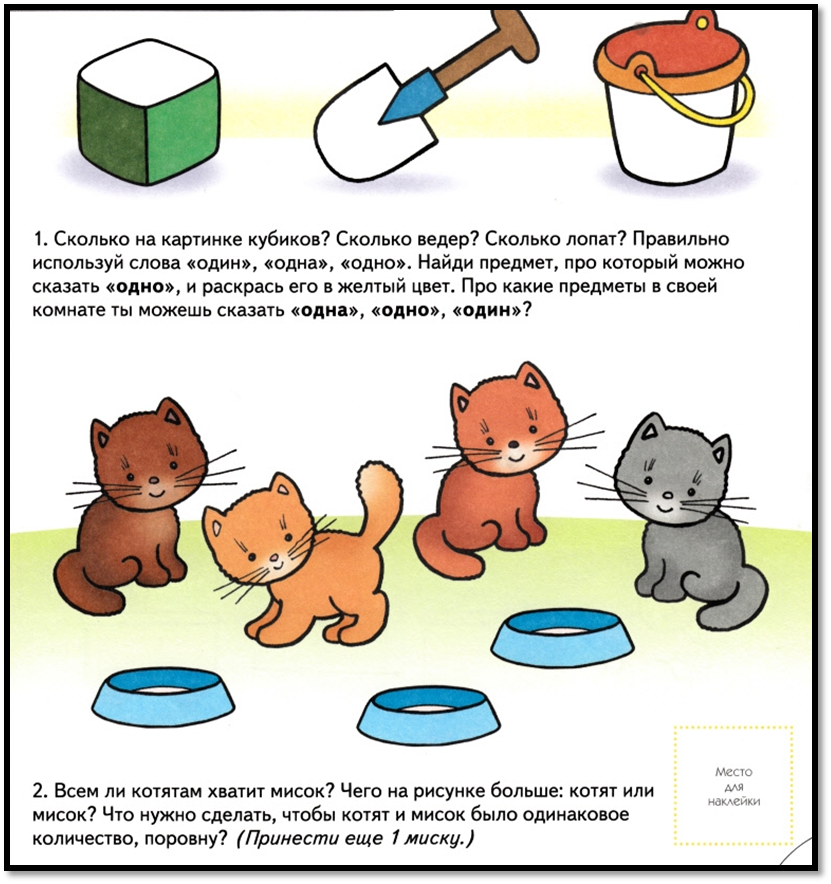 1. Сколько на картинке кубиков? Сколько ведер? Сколько лопат? Правильно
используй слова «один», «одна», «одно». Найди предмет, про который можно
сказать «одно», и раскрась его в желтый цвет. Про какие предметы в своей
комнате ты можешь сказать «одна», «одно», «один»?
Место
для
наклейки
2. Всем ли котятам хватит мисок? Чего на рисунке больше: котят или
мисок? Что нужно сделать, чтобы котят и мисок было одинаковое
количество, поровну? (Принести еще 1 миску.)